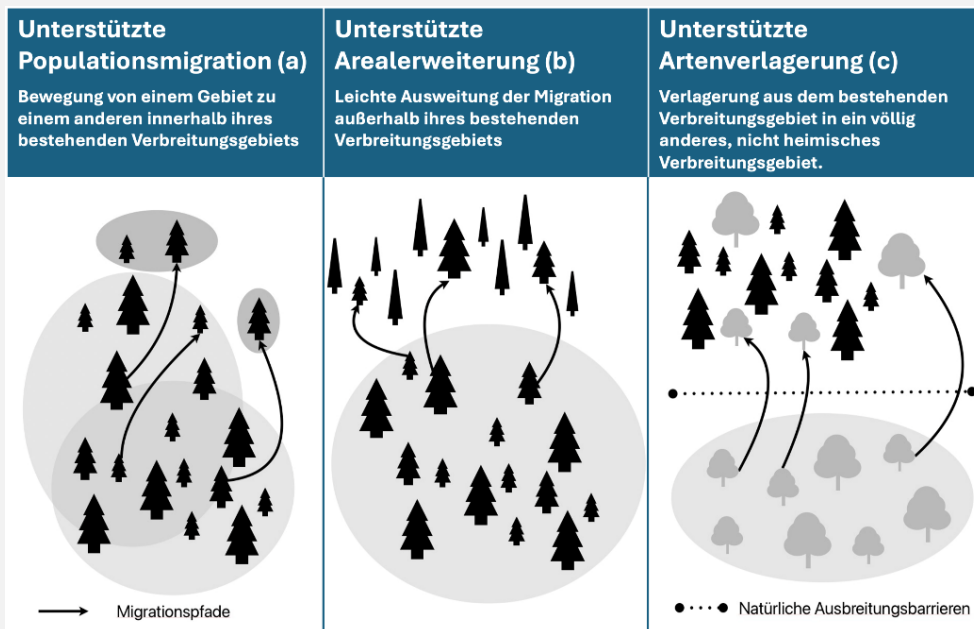 Unterstützte
Populationsmigration (a)
Bewegung von einem Gebiet zu
einem anderen innerhalb ihres
bestehenden Verbreitungsgebiets
Unterstützte
Arealerweiterung (b)
Leichte Ausweitung der Migration
außerhalb ihres bestehenden
Verbreitungsgebiets
Unterstützte
Artenverlagerung (c)
Verlagerung aus dem bestehenden
Verbreitungsgebiet in ein völlig
anderes, nicht heimisches
Verbreitungsgebiet.
Migrationspfade
Natürliche Ausbreitungsbarrieren